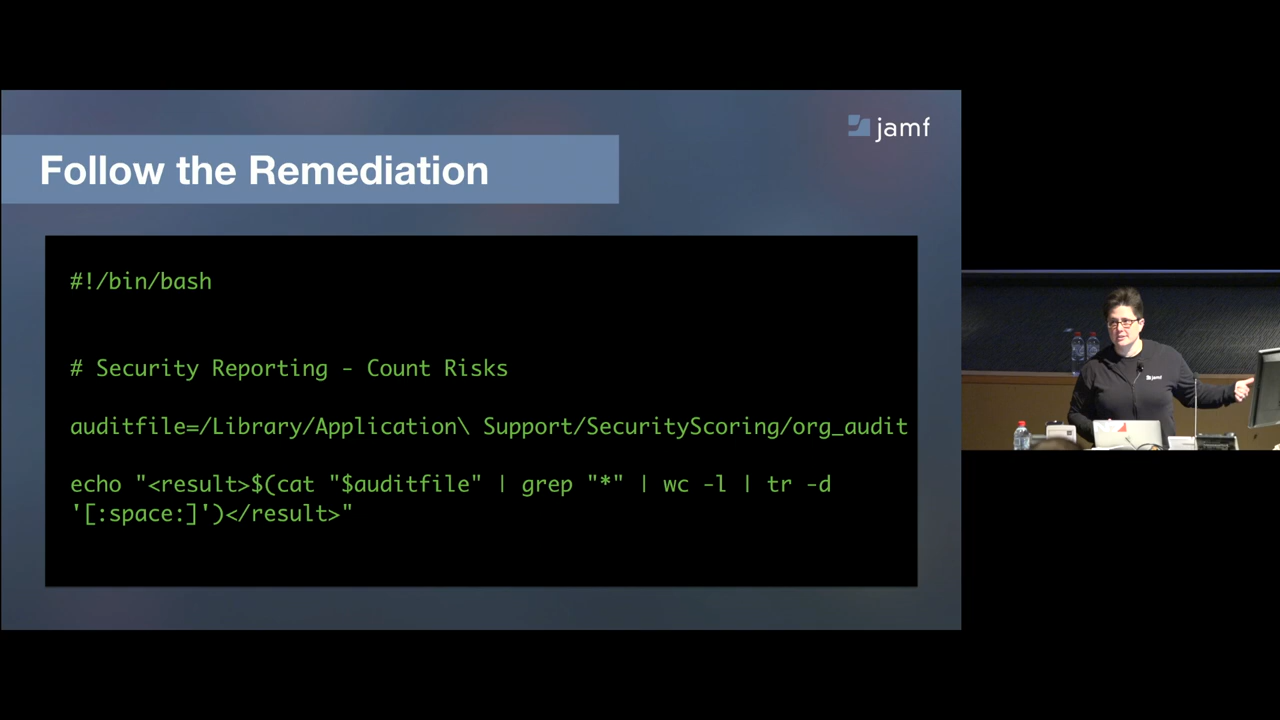 jamf
Follow the Remediation
#!/bin/bash
# Security Reporting - Count Risks
auditfile=/Library/Application\ Support/SecurityScoring/org_audit
echo "<result>$(cat "$auditfile" | grep "*" | wc -l | tr -d
'[:space:]')</result>"
jamf